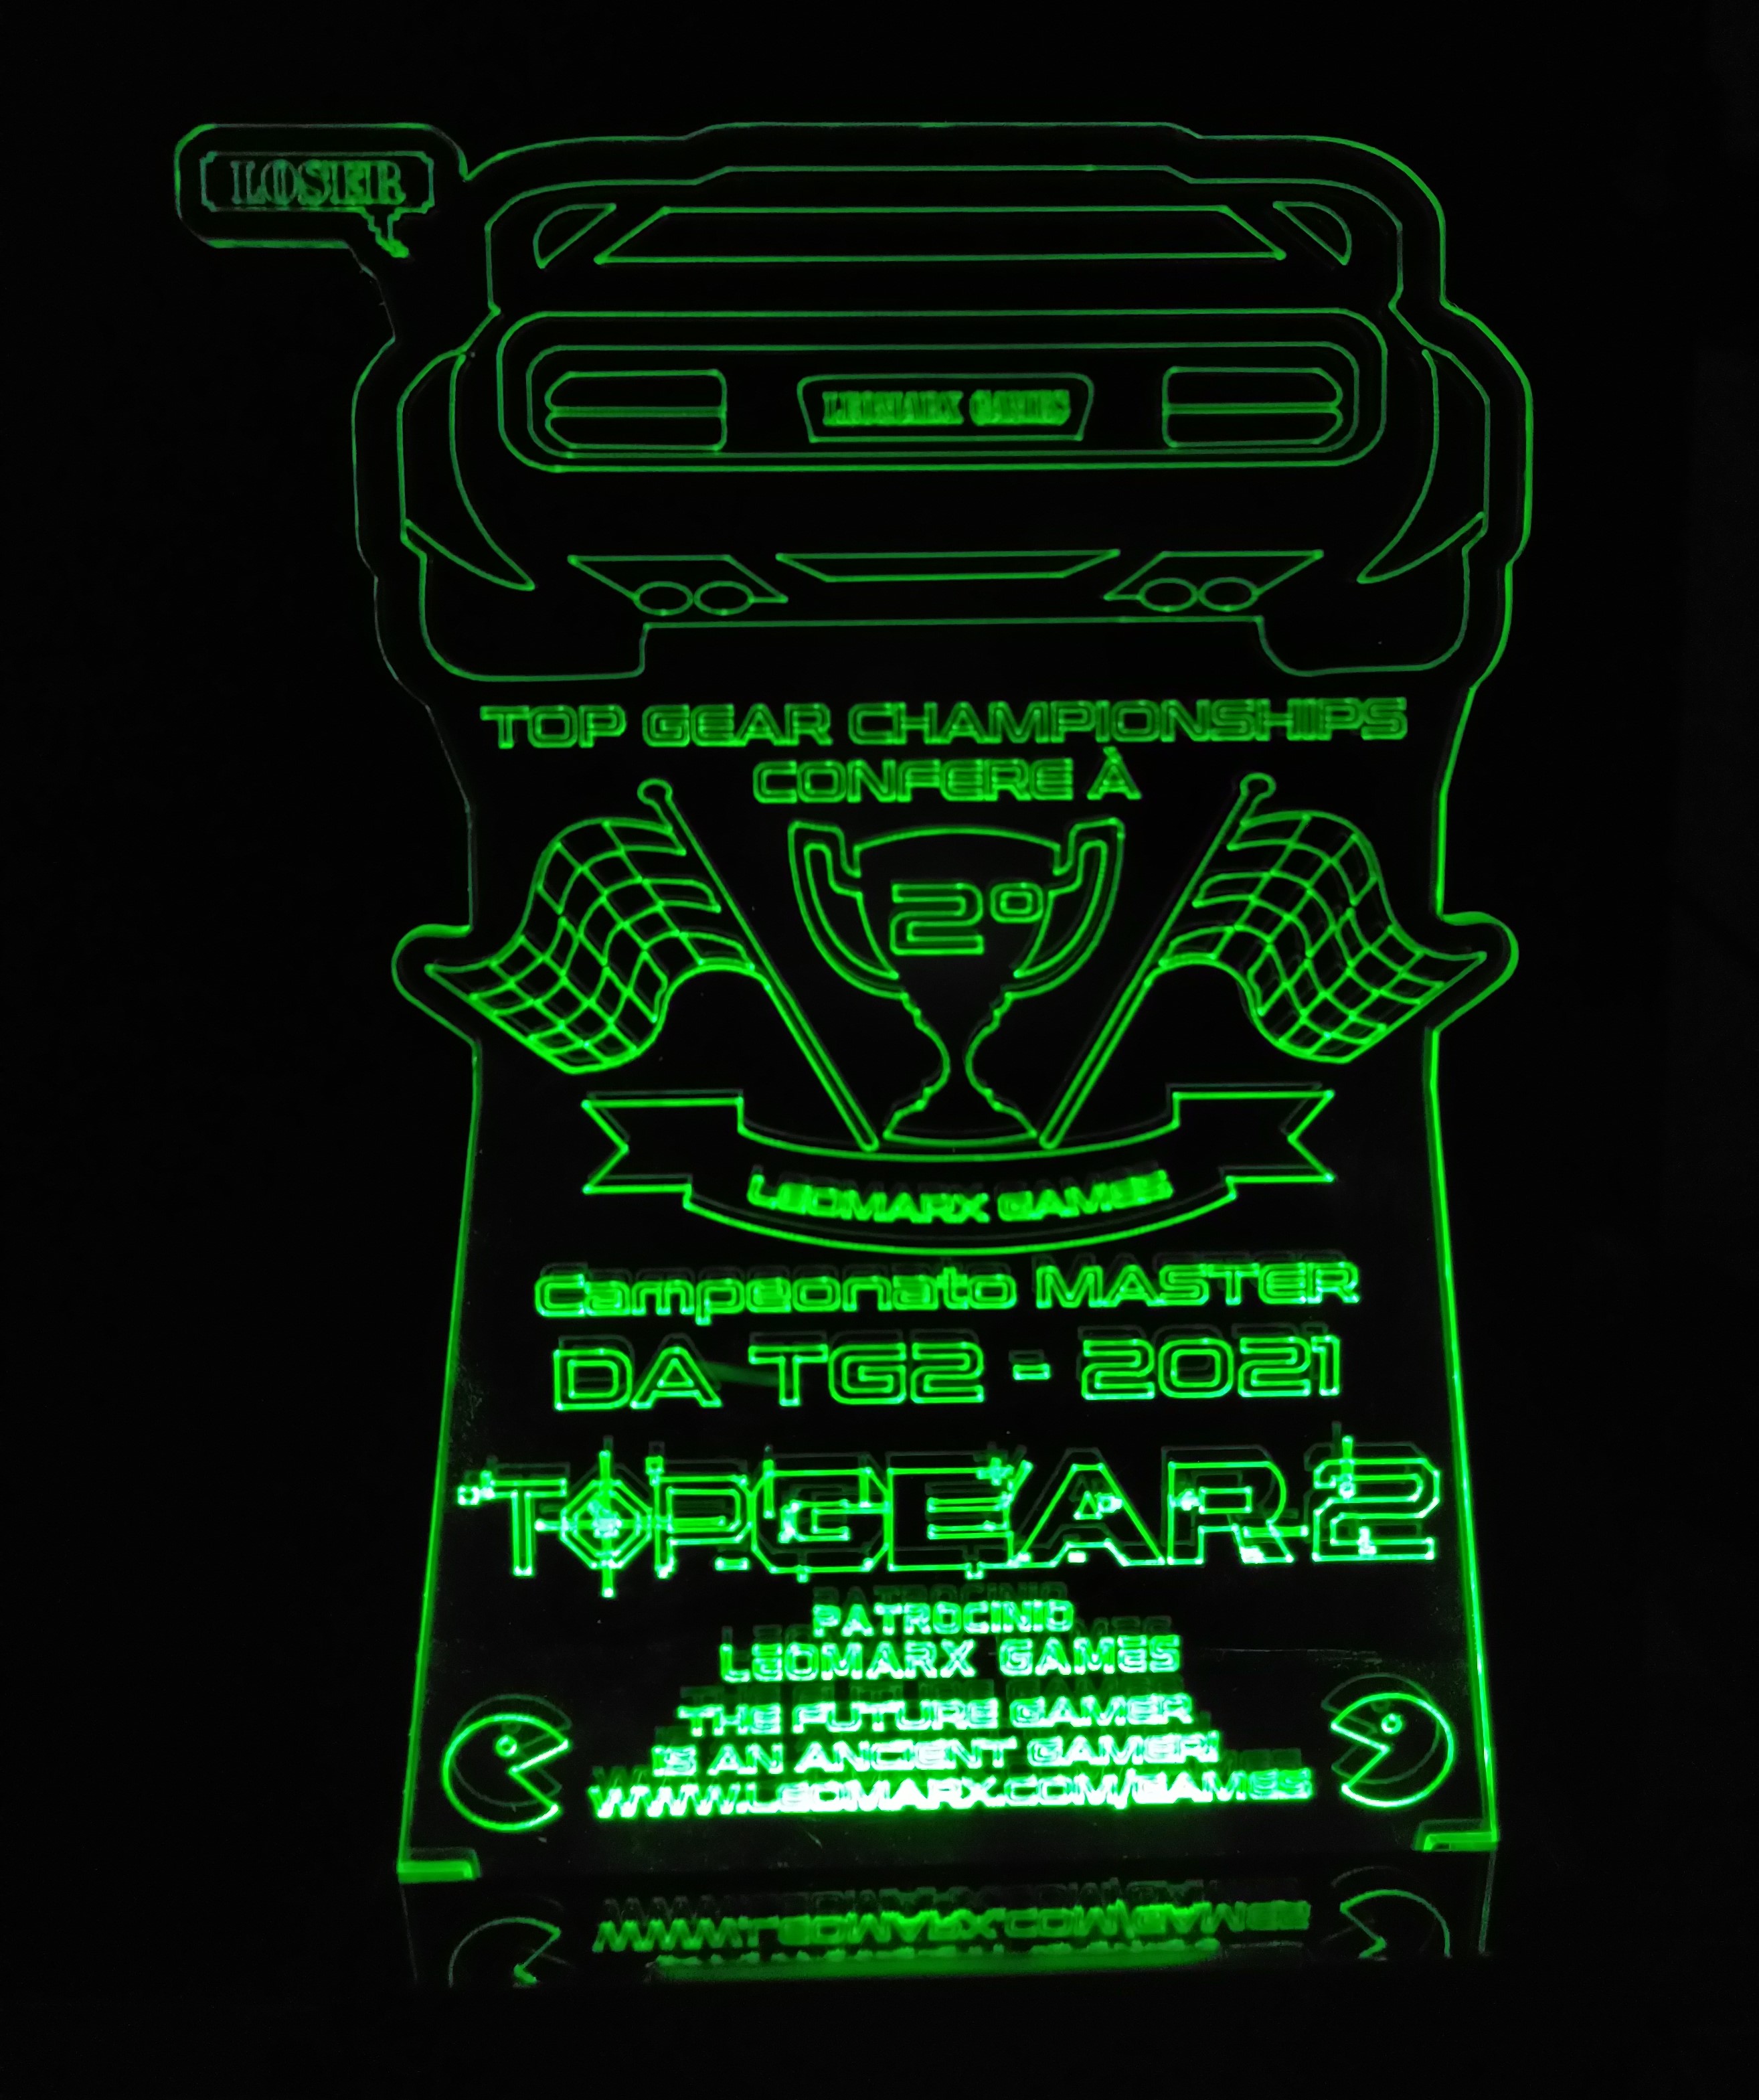 LOSER
LEOMARX GAMES
TOP GEAR CHAMPIONSHIPS
CONFERE À
2º
LEOMARX GAMES
Campeonato MASTER
DA TG2 - 2021
TOP GEAR 2
PATROCINIO
LEOMARX GAMES
THE FUTURE GAMER
IS AN ANCIENT GAMER!
WWW.LEOMARX.COM/GAMES